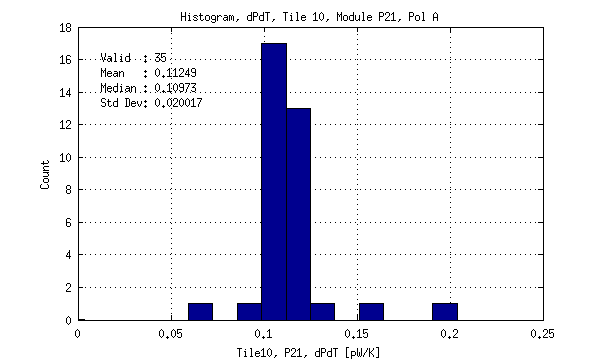 Histogram, dPdT, Tile 10, Module P21, Pol A
Valid : 35
Mean : 0.11249
Median : 0.10973
Std Dev: 0.020017
18
16
14
12
10
8
6
4
2
0
Count
0 0.05 0.1 0.15 0.2 0.25
Tile10, P21, dPdT [pW/K]